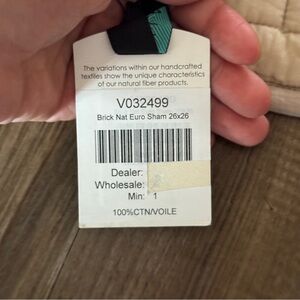 The variations within our handcrafted
textiles show the unique characteristics
of our natural fiber products.
V032499
Brick Nat Euro Sham 26x26
Dealer:
Wholesale:
Min: 1
100%CTN/VOILE